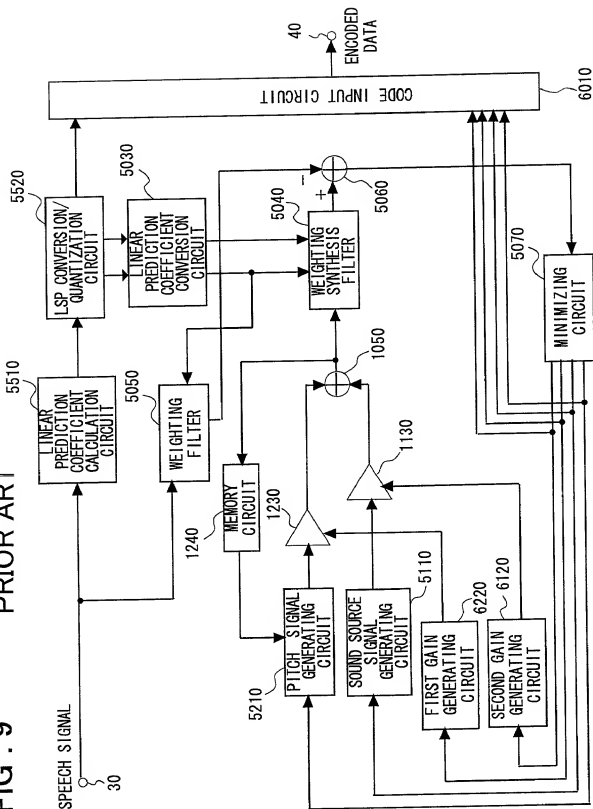 FIG . 9
PRIOR ART
SPEECH SIGNAL
30
5510
LINEAR
PREDICTION
COEFFICIENT
CALCULATION
CIRCUIT
5520
LSP CONVERSION/
QUANTIZATION
CIRCUIT
5030
LINEAR
PREDICTION
COEFFICIENT
CONVERSION
CIRCUIT
CODE INPUT CIRCUIT
6010
40
ENCODED
DATA
5050
WEIGHTING
FILTER
5040
WEIGHTING
SYNTHESIS
FILTER
+
-
5060
1240
MEMORY
CIRCUIT
1230
1050
1130
5210
PITCH SIGNAL
GENERATING
CIRCUIT
5110
SOUND SOURCE
SIGNAL
GENERATING
CIRCUIT
6220
FIRST GAIN
GENERATING
CIRCUIT
6120
SECOND GAIN
GENERATING
CIRCUIT
5070
MINIMIZING
CIRCUIT